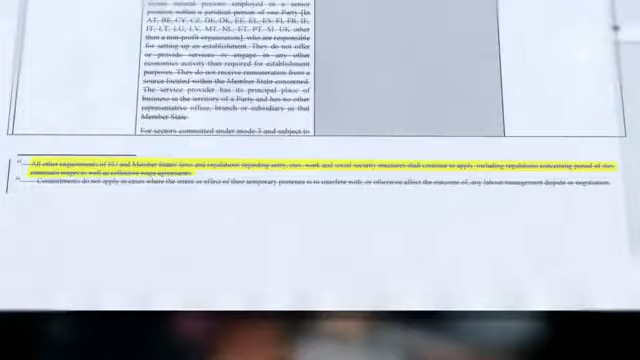 natural persons employed in a senior
position within a juridical person of one Party [In
AT, BE, CY, CZ, DE, DK, EE, EL, ES, FI, FR, IE,
IT, LT, LU, LV, MT, NL, PT, SI, UK, other
than a non-profit organization], who are responsible
for setting up an establishment. They do not offer
or provide services or engage in any other
economics activity than required for establishment
purposes. They do not receive remuneration from a
source located within the Member State concerned.
The service provider has its principal place of
business in the territory of a Party and has no other
representative office, branch or subsidiary in that
Member State.
For sectors committed under mode 3 and subject to
All other requirements of EU and Member States' laws and regulations regarding entry, stay, work and social security measures shall continue to apply, including regulations concerning period of stay
minimum wages as well as collective wage agreements.
Commitments do not apply in cases where the intent or effect of their temporary presence is to interfere with, or otherwise affect the outcome of, any labour management dispute or negotiation.